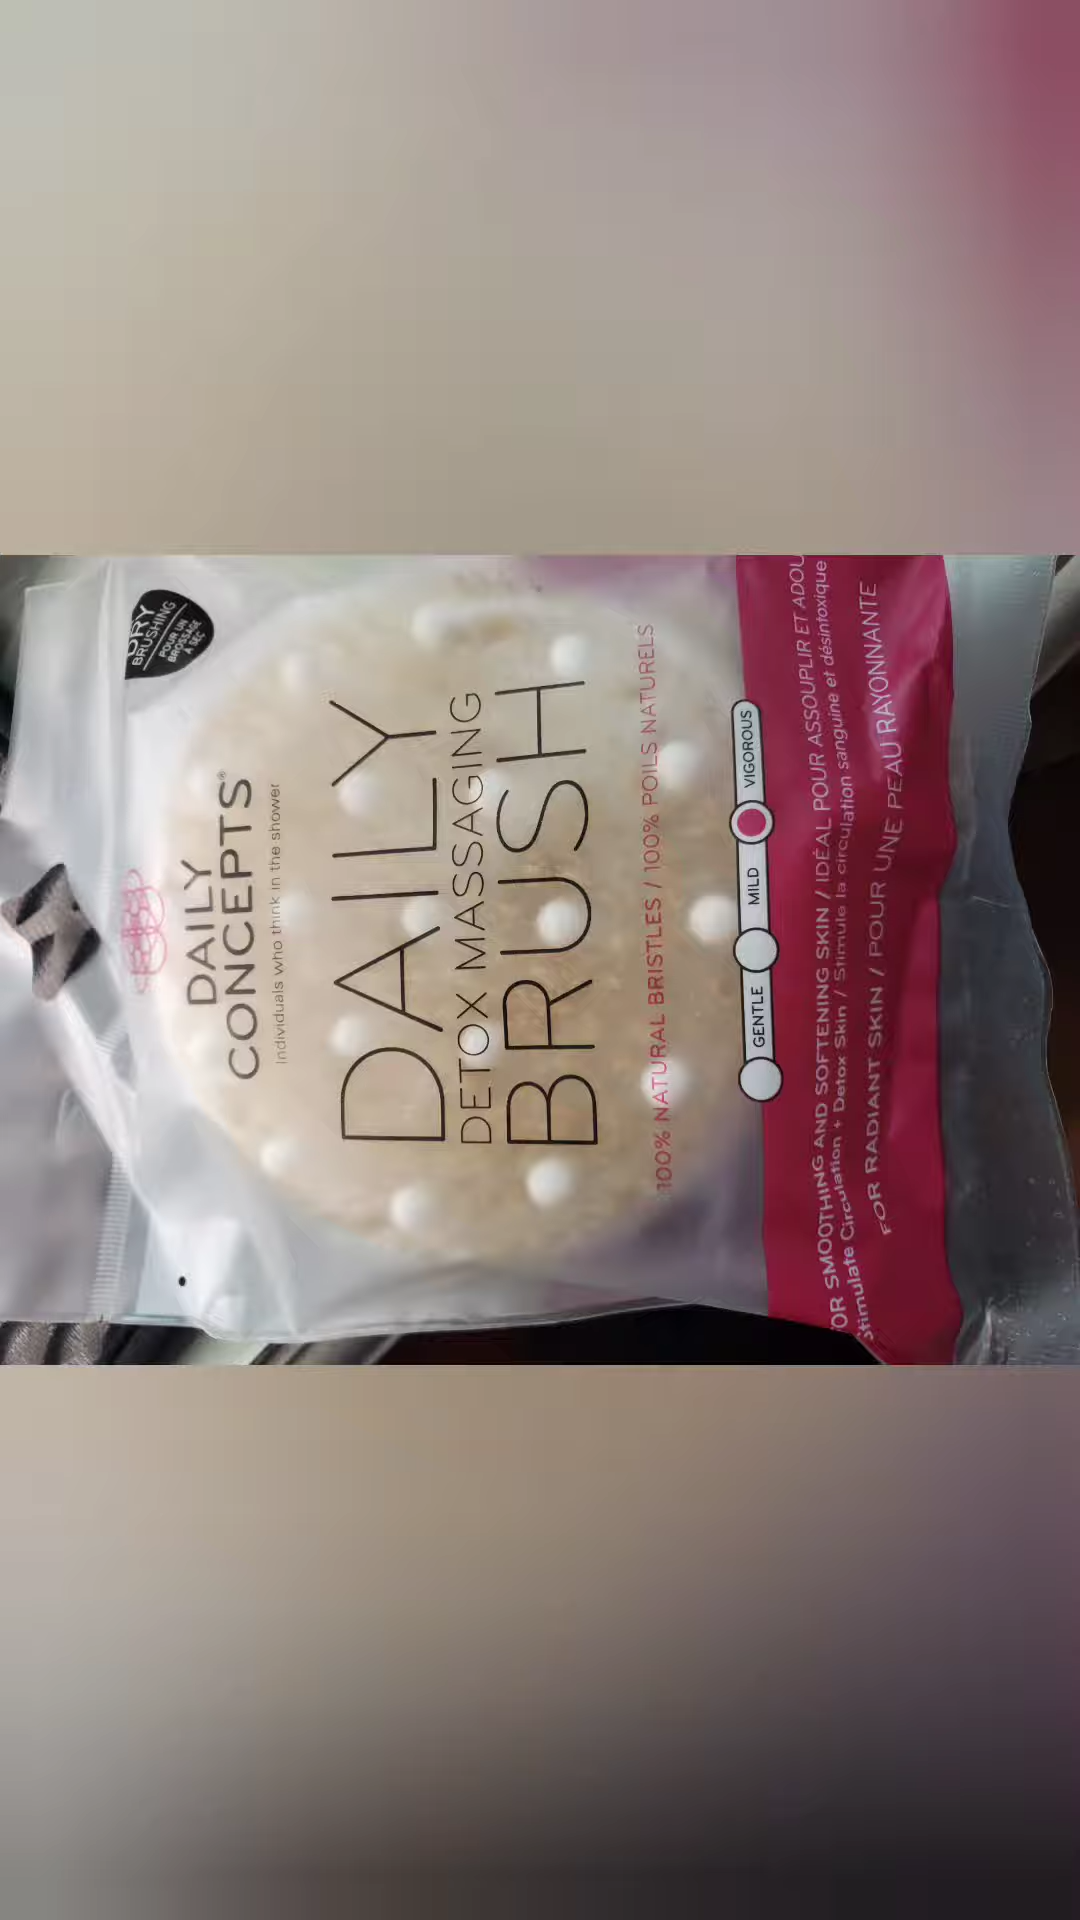 DAILY
CONCEPTS®
Individuals who think in the shower
DRY
BRUSHING
POUR UN
BROSSAGE
À SEC
DAILY
DETOX MASSAGING
BRUSH
100% NATURAL BRISTLES / 100% POILS NATURELS
GENTLE MILD VIGOROUS
OR SMOOTHING AND SOFTENING SKIN / IDÉAL POUR ASSOUPLIR ET ADOU
Stimulate Circulation + Detox Skin / Stimule la circulation sanguine et désintoxique
FOR RADIANT SKIN / POUR UNE PEAU RAYONNANTE